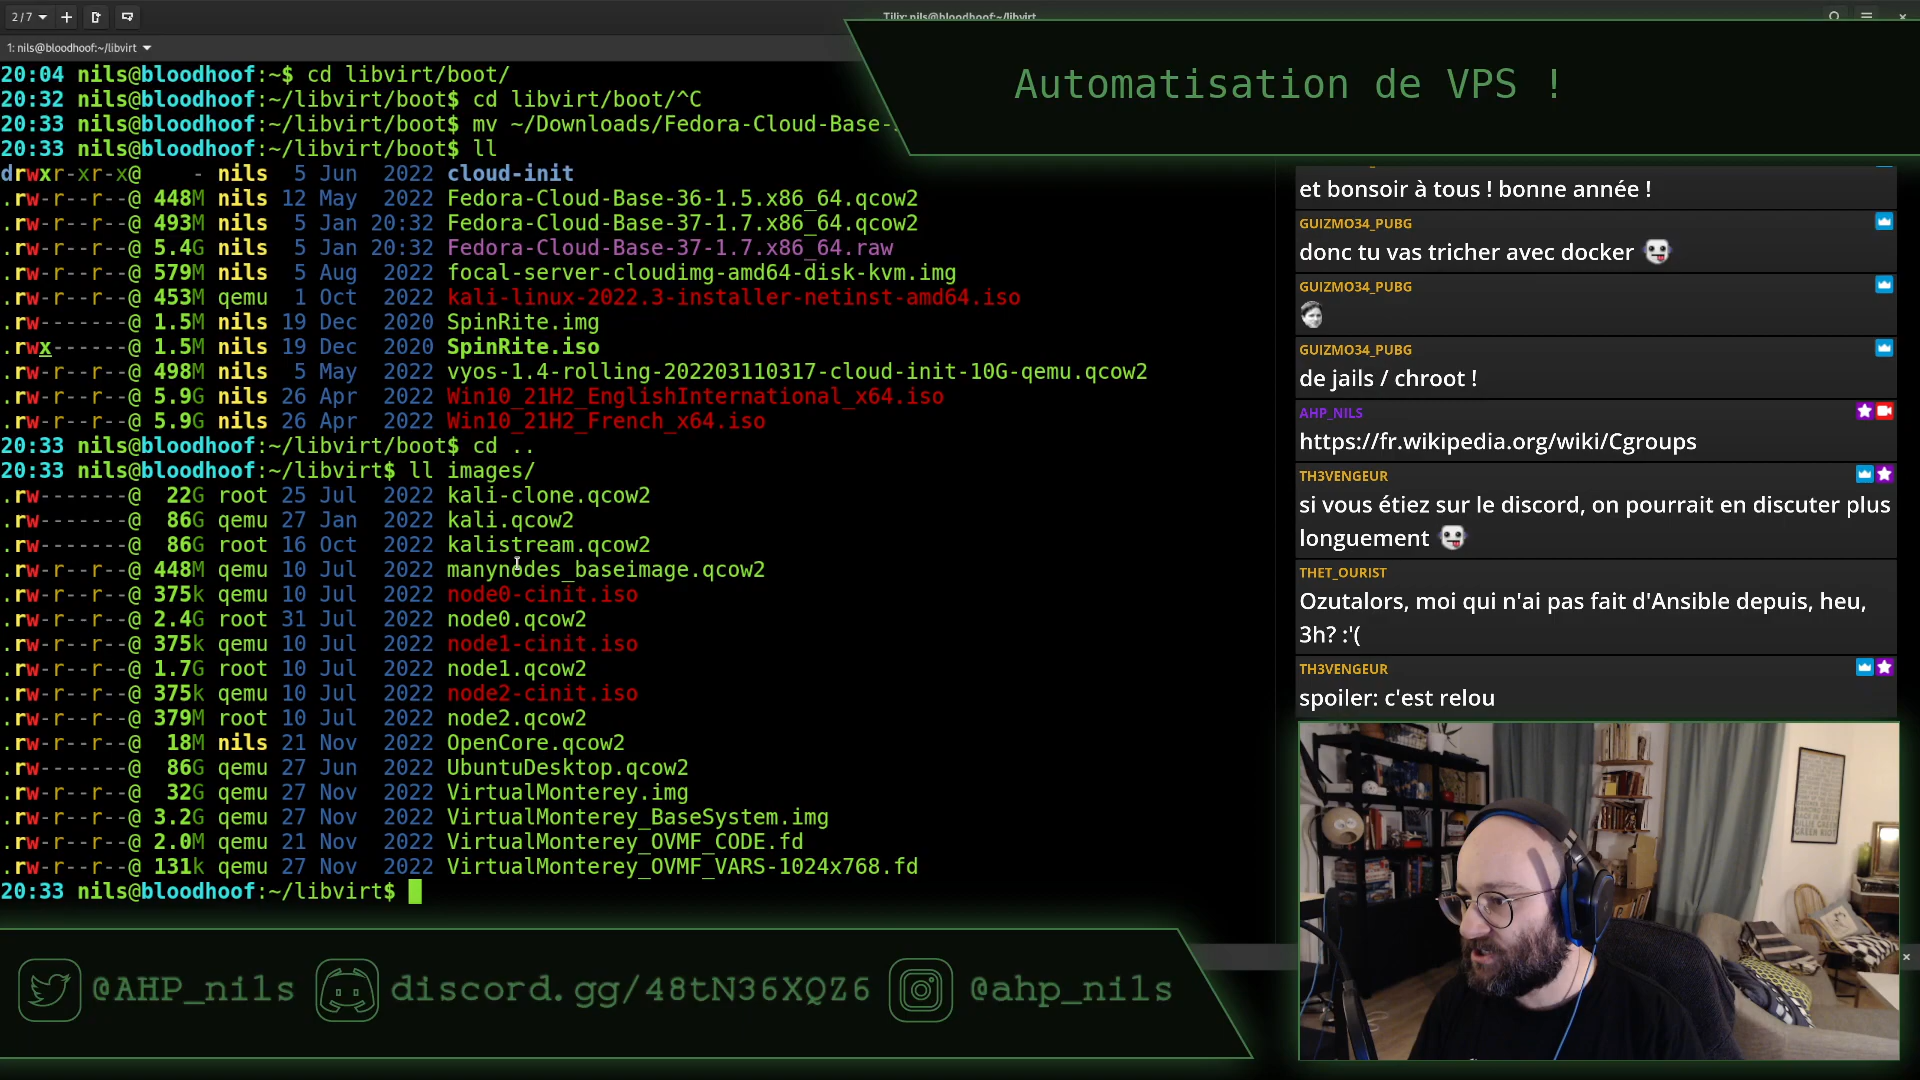 2/7
Tilix: nils@bloodhoof:~/libvirt
1: nils@bloodhoof:~/libvirt
Automatisation de VPS !
20:04 nils@bloodhoof:~$ cd libvirt/boot/
20:32 nils@bloodhoof:~/libvirt/boot$ cd libvirt/boot/^C
20:33 nils@bloodhoof:~/libvirt/boot$ mv ~/Downloads/Fedora-Cloud-Base-
20:33 nils@bloodhoof:~/libvirt/boot$ ll
drwxr-xr-x@ - nils 5 Jun 2022 cloud-init
.rw-r--r--@ 448M nils 12 May 2022 Fedora-Cloud-Base-36-1.5.x86_64.qcow2
.rw-r--r--@ 493M nils 5 Jan 20:32 Fedora-Cloud-Base-37-1.7.x86_64.qcow2
.rw-r--r--@ 5.4G nils 5 Jan 20:32 Fedora-Cloud-Base-37-1.7.x86_64.raw
.rw-r--r--@ 579M nils 5 Aug 2022 focal-server-cloudimg-amd64-disk-kvm.img
.rw-r--r--@ 453M qemu 1 Oct 2022 kali-linux-2022.3-installer-netinst-amd64.iso
.rw-------@ 1.5M nils 19 Dec 2020 SpinRite.img
.rwx------@ 1.5M nils 19 Dec 2020 SpinRite.iso
.rw-r--r--@ 498M nils 5 May 2022 vyos-1.4-rolling-202203110317-cloud-init-10G-qemu.qcow2
.rw-r--r--@ 5.9G nils 26 Apr 2022 Win10_21H2_EnglishInternational_x64.iso
.rw-r--r--@ 5.9G nils 26 Apr 2022 Win10_21H2_French_x64.iso
20:33 nils@bloodhoof:~/libvirt/boot$ cd ..
20:33 nils@bloodhoof:~/libvirt$ ll images/
.rw-------@ 22G root 25 Jul 2022 kali-clone.qcow2
.rw-------@ 86G qemu 27 Jan 2022 kali.qcow2
.rw-------@ 86G root 16 Oct 2022 kalistream.qcow2
.rw-r--r--@ 448M qemu 10 Jul 2022 manynodes_baseimage.qcow2
.rw-r--r--@ 375k qemu 10 Jul 2022 node0-cinit.iso
.rw-r--r--@ 2.4G root 31 Jul 2022 node0.qcow2
.rw-r--r--@ 375k qemu 10 Jul 2022 node1-cinit.iso
.rw-r--r--@ 1.7G root 10 Jul 2022 node1.qcow2
.rw-r--r--@ 375k qemu 10 Jul 2022 node2-cinit.iso
.rw-r--r--@ 379M root 10 Jul 2022 node2.qcow2
.rw-r--r--@ 18M nils 21 Nov 2022 OpenCore.qcow2
.rw-------@ 86G qemu 27 Jun 2022 UbuntuDesktop.qcow2
.rw-r--r--@ 32G qemu 27 Nov 2022 VirtualMonterey.img
.rw-r--r--@ 3.2G qemu 27 Nov 2022 VirtualMonterey_BaseSystem.img
.rw-r--r--@ 2.0M qemu 21 Nov 2022 VirtualMonterey_OVMF_CODE.fd
.rw-r--r--@ 131k qemu 27 Nov 2022 VirtualMonterey_OVMF_VARS-1024x768.fd
20:33 nils@bloodhoof:~/libvirt$
et bonsoir à tous ! bonne année !
GUIZMO34_PUBG
donc tu vas tricher avec docker
GUIZMO34_PUBG
GUIZMO34_PUBG
de jails / chroot !
AHP_NILS
https://fr.wikipedia.org/wiki/Cgroups
TH3VENGEUR
si vous étiez sur le discord, on pourrait en discuter plus
longuement
THET_OURIST
Ozutalors, moi qui n'ai pas fait d'Ansible depuis, heu,
3h? :'(
TH3VENGEUR
spoiler: c'est relou
@AHP_nils
discord.gg/48tN36XQZ6
@ahp_nils